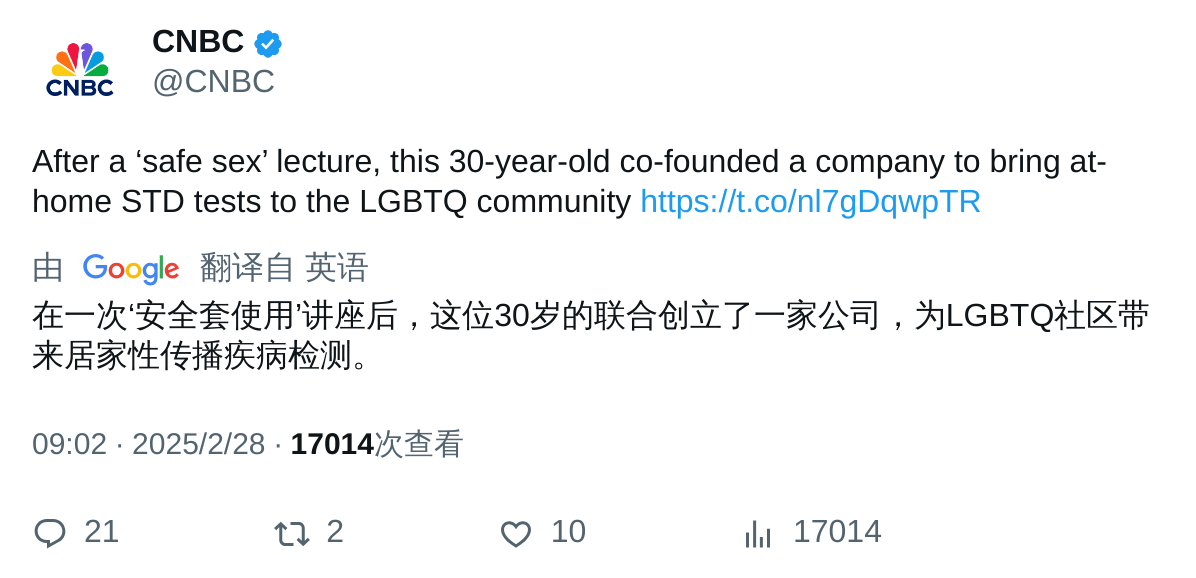 CNBC
CNBC
@CNBC
After a ‘safe sex’ lecture, this 30-year-old co-founded a company to bring at-
home STD tests to the LGBTQ community https://t.co/nl7gDqwpTR
由 Google 翻译自 英语
在一次‘安全套使用’讲座后，这位30岁的联合创立了一家公司，为LGBTQ社区带
来居家性传播疾病检测。
09:02 · 2025/2/28 · 17014次查看
21 2 10 17014